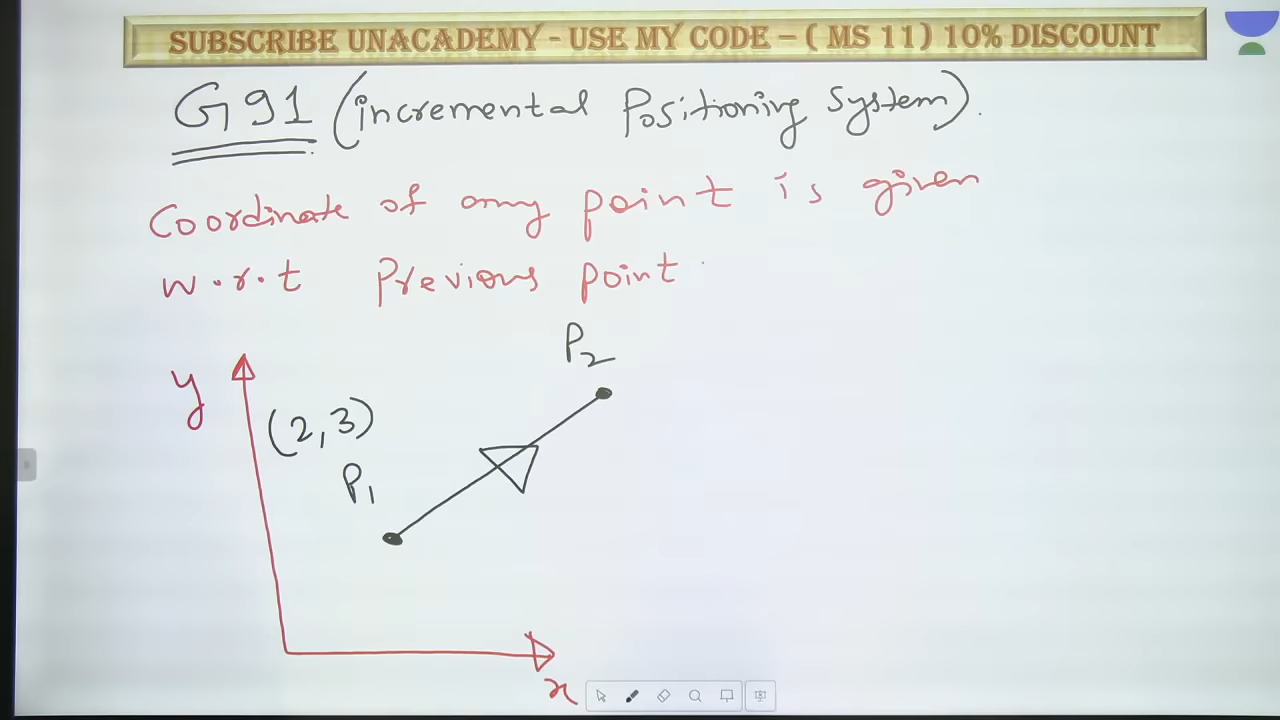 SUBSCRIBE UNACADEMY - USE MY CODE – ( MS 11) 10% DISCOUNT
G91 (incremental Positioning System).
Coordinate of any point is given
w.r.t Previous point
P2
y
(2,3)
P1
x